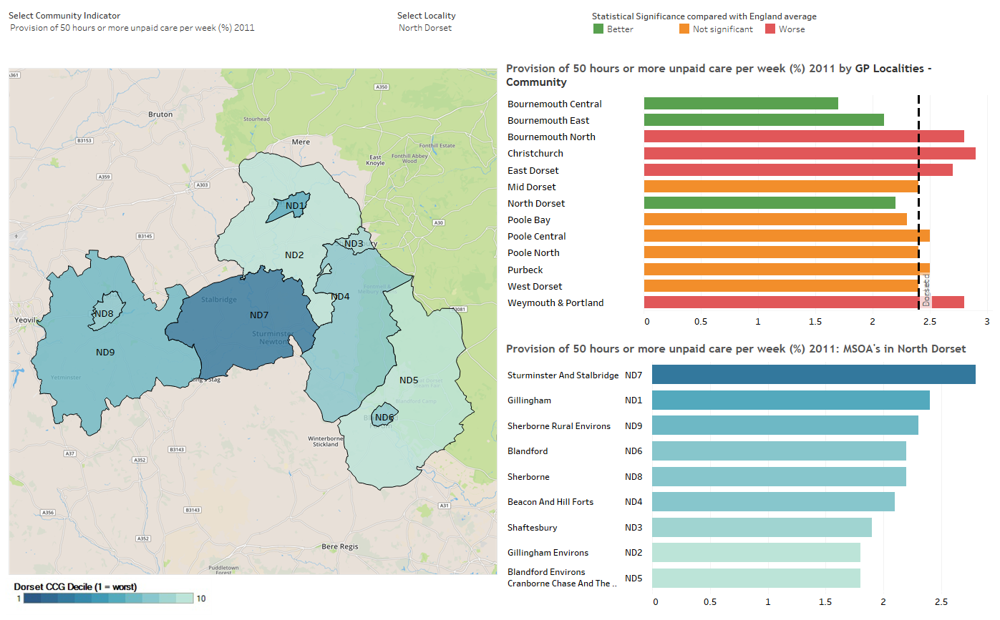 Select Community Indicator
Provision of 50 hours or more unpaid care per week (%) 2011
Select Locality
North Dorset
Statistical Significance compared with England average
Better
Not significant
Worse
A361
A350
Bruton
Stourhead
B3153
Mere
Fonthill Estate
East
Knoyle
Fonthill Abbey
Wood
A359
A303
ND1
A30
B3145
ND3
ND2
Stalbridge
ND4
ND8
ND7
3081
Yeovil
Sturminster
Newton
ND9
Yetminster
ND5
Blandford Camp
ND6
Winterborne
Stickland
A37
B3143
A352
A356
B3143
A31
A352
Bere Regis
Puddletown
Forest
Dorset CCG Decile (1 = worst)
1
10
Provision of 50 hours or more unpaid care per week (%) 2011 by GP Localities -
Community
Bournemouth Central
Bournemouth East
Bournemouth North
Christchurch
East Dorset
Mid Dorset
North Dorset
Poole Bay
Poole Central
Poole North
Purbeck
West Dorset
Weymouth & Portland
0 0.5 1 1.5 2 2.5 3
Provision of 50 hours or more unpaid care per week (%) 2011: MSOA's in North Dorset
Sturminster And Stalbridge ND7
Gillingham ND1
Sherborne Rural Environs ND9
Blandford ND6
Sherborne ND8
Beacon And Hill Forts ND4
Shaftesbury ND3
Gillingham Environs ND2
Blandford Environs
Cranborne Chase And The .. ND5
0 0.5 1 1.5 2 2.5